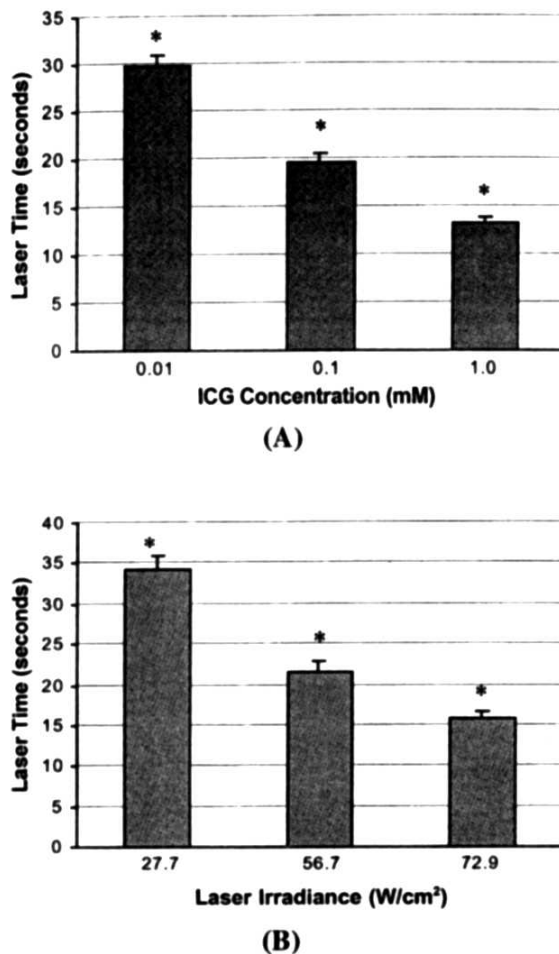 Laser Time (seconds)
35
30
25
20
15
10
5
0
*
*
*
0.01 0.1 1.0
ICG Concentration (mM)
(A)
Laser Time (seconds)
40
35
30
25
20
15
10
5
0
*
*
*
27.7 56.7 72.9
Laser Irradiance (W/cm²)
(B)